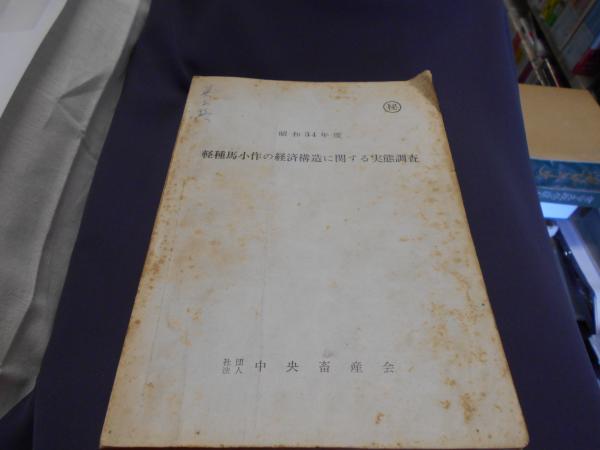 ㊙
昭和34年度
軽種馬小作の経済構造に関する実態調査
社団法人 中央畜産会